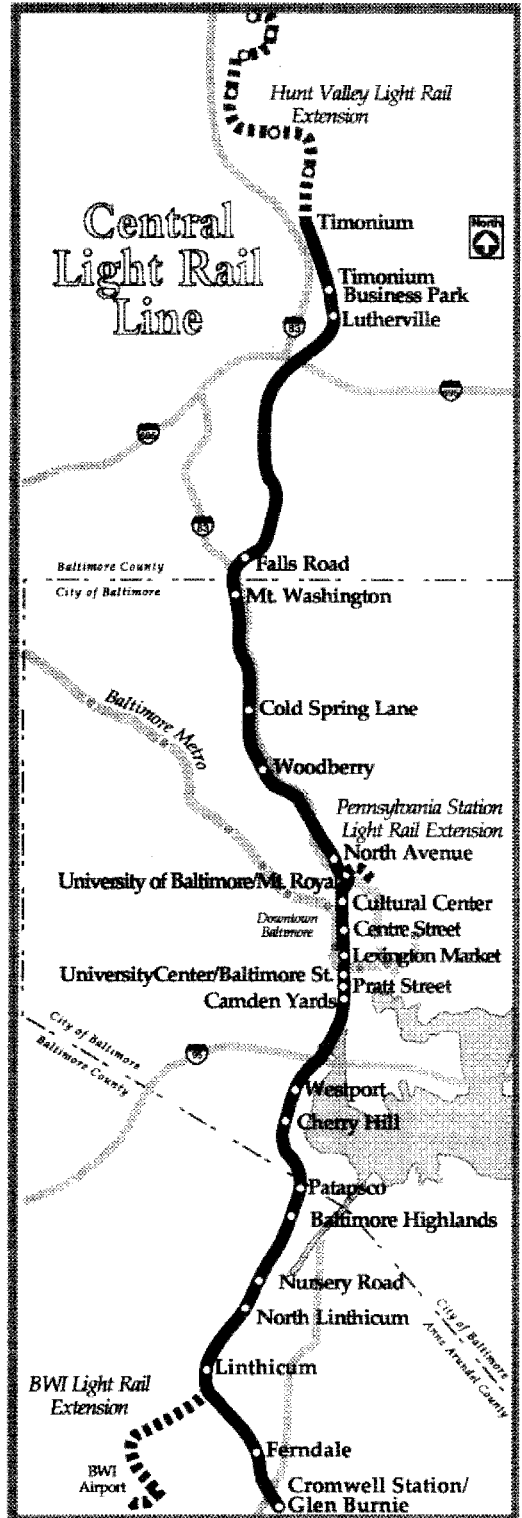 Hunt Valley Light Rail
Extension
Central
Light Rail
Line
Timonium
North
Timonium
Business Park
Lutherville
83
83
Falls Road
Baltimore County
City of Baltimore
Mt. Washington
Cold Spring Lane
Baltimore Metro
Woodberry
Pennsylvania Station
Light Rail Extension
North Avenue
University of Baltimore/Mt. Royal
Cultural Center
Downtown
Baltimore
Centre Street
Lexington Market
UniversityCenter/Baltimore St.
Pratt Street
Camden Yards
City of Baltimore
Baltimore County
95
Westport
Cherry Hill
Patapsco
Baltimore Highlands
Nursery Road
North Linthicum
City of Baltimore
Anne Arundel County
Linthicum
BWI Light Rail
Extension
Ferndale
BWI
Airport
Cromwell Station/
Glen Burnie